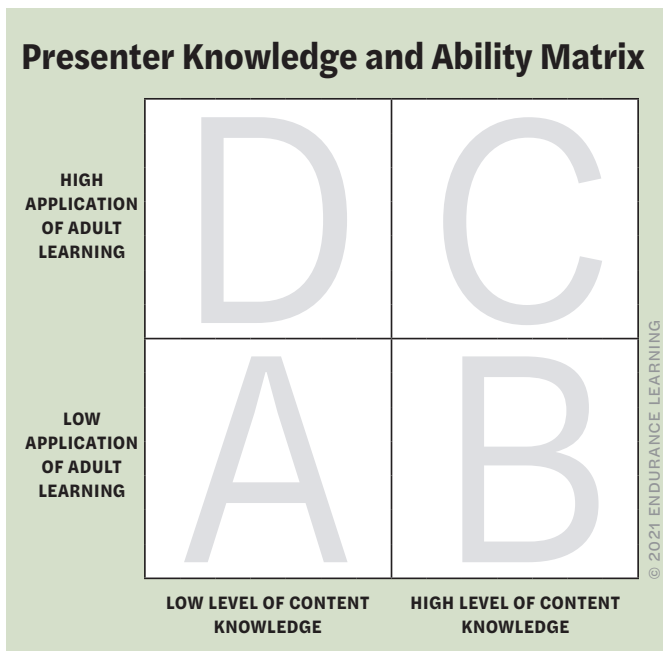 Presenter Knowledge and Ability Matrix
HIGH
APPLICATION
OF ADULT
LEARNING
D
C
LOW
APPLICATION
OF ADULT
LEARNING
A
B
LOW LEVEL OF CONTENT
KNOWLEDGE
HIGH LEVEL OF CONTENT
KNOWLEDGE
© 2021 ENDURANCE LEARNING